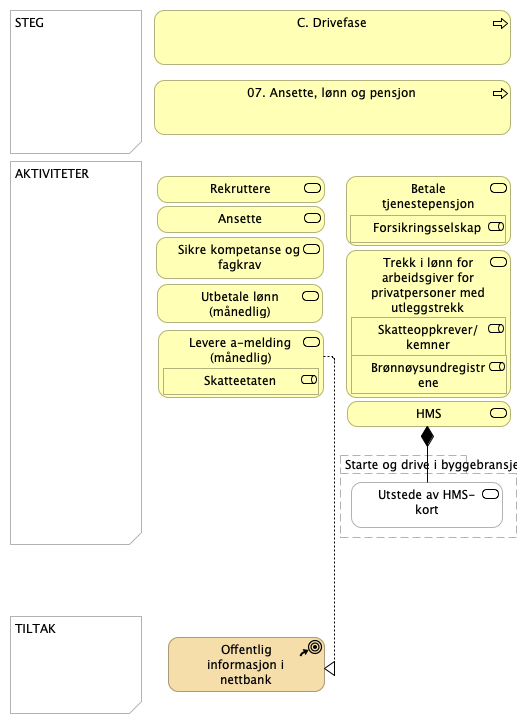 STEG
C. Drivefase
07. Ansette, lønn og pensjon
AKTIVITETER
Rekruttere
Ansette
Sikre kompetanse og
fagkrav
Utbetale lønn
(månedlig)
Levere a-melding
(månedlig)
Skatteetaten
Betale
tjenestepensjon
Forsikringsselskap
Trekk i lønn for
arbeidsgiver for
privatpersoner med
utleggstrekk
Skatteoppkrever/
kemner
Brønnøysundregistr
ene
HMS
Starte og drive i byggebransje
Utstede av HMS-
kort
TILTAK
Offentlig
informasjon i
nettbank